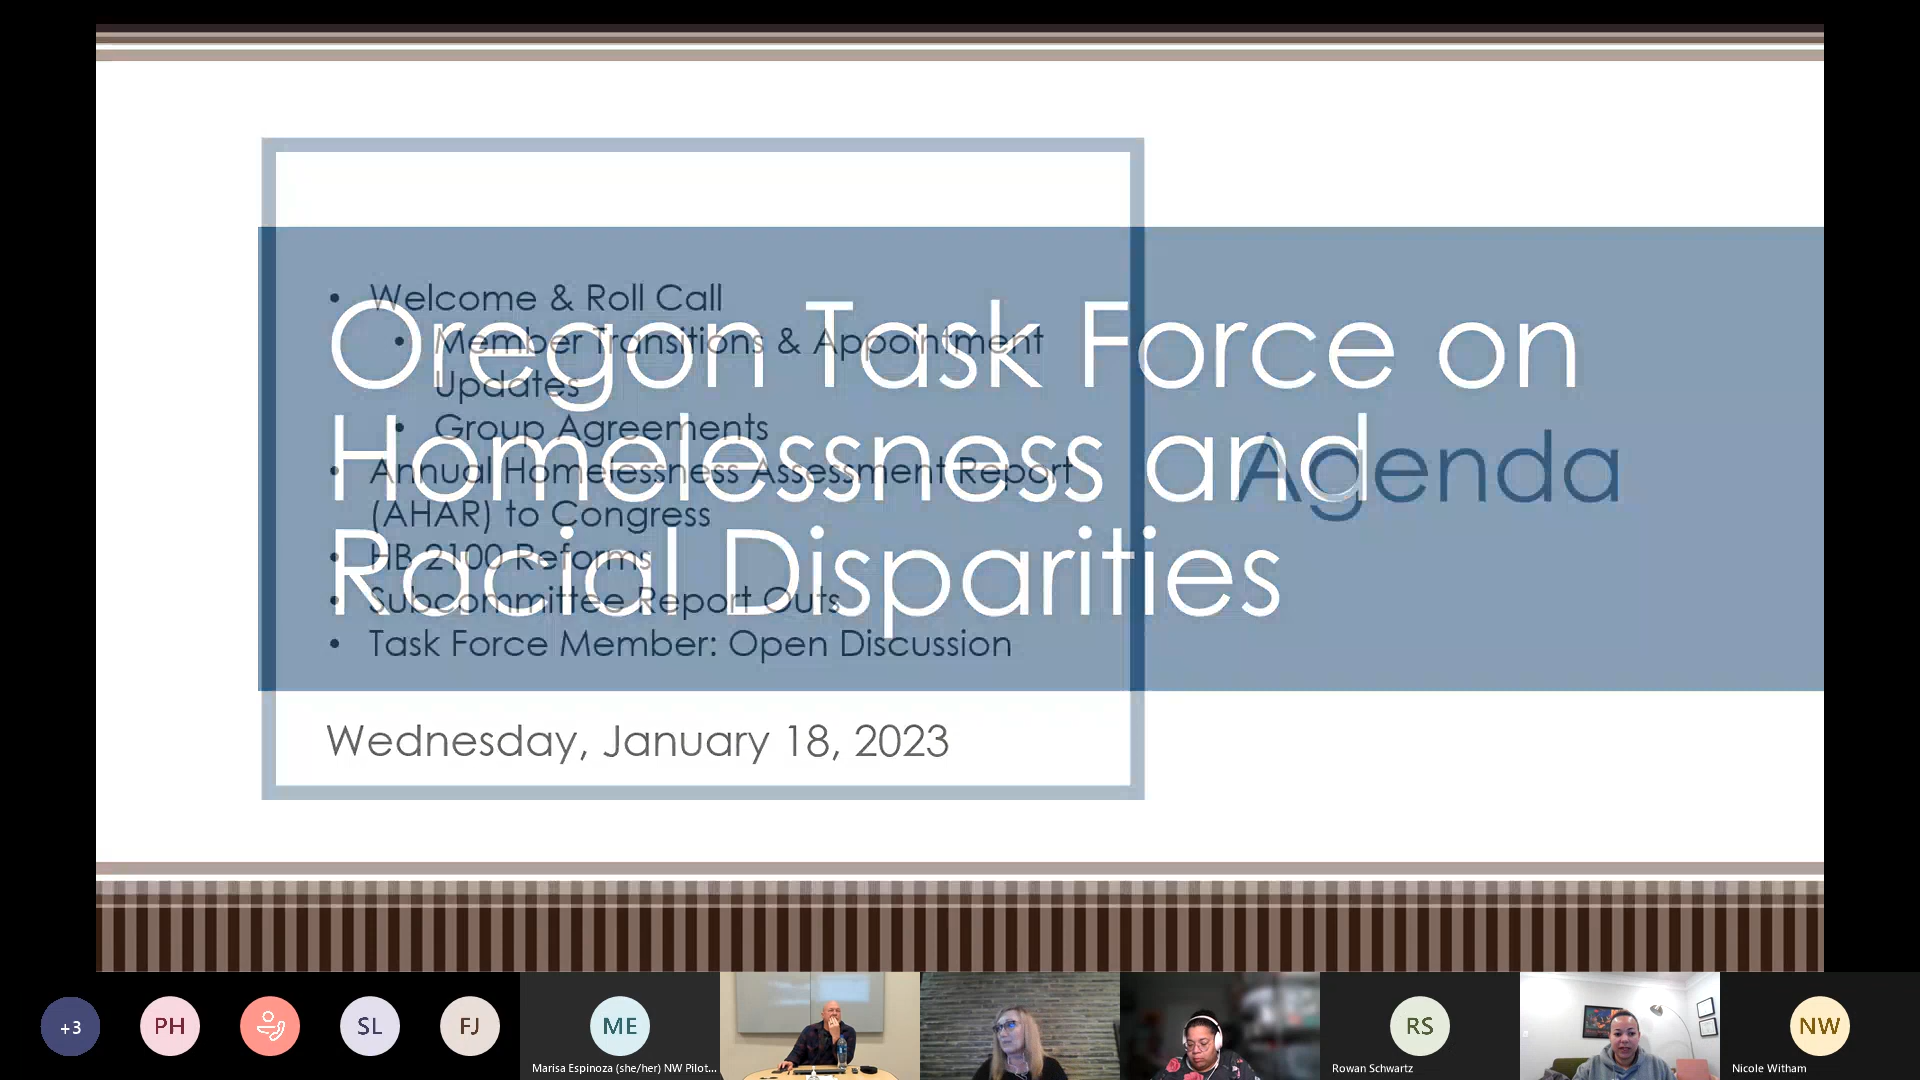 Oregon Task Force on
Homelessness and
Racial Disparities
Wednesday, January 18, 2023
• Welcome & Roll Call
• Member Transitions & Appointment
Updates
• Group Agreements
• Annual Homelessness Assessment Report
(AHAR) to Congress
• HB 2100 Reforms
• Subcommittee Report Outs
• Task Force Member: Open Discussion
Agenda
+3
PH
SL
FJ
ME
Marisa Espinoza (she/her) NW Pilot...
RS
Rowan Schwartz
NW
Nicole Witham